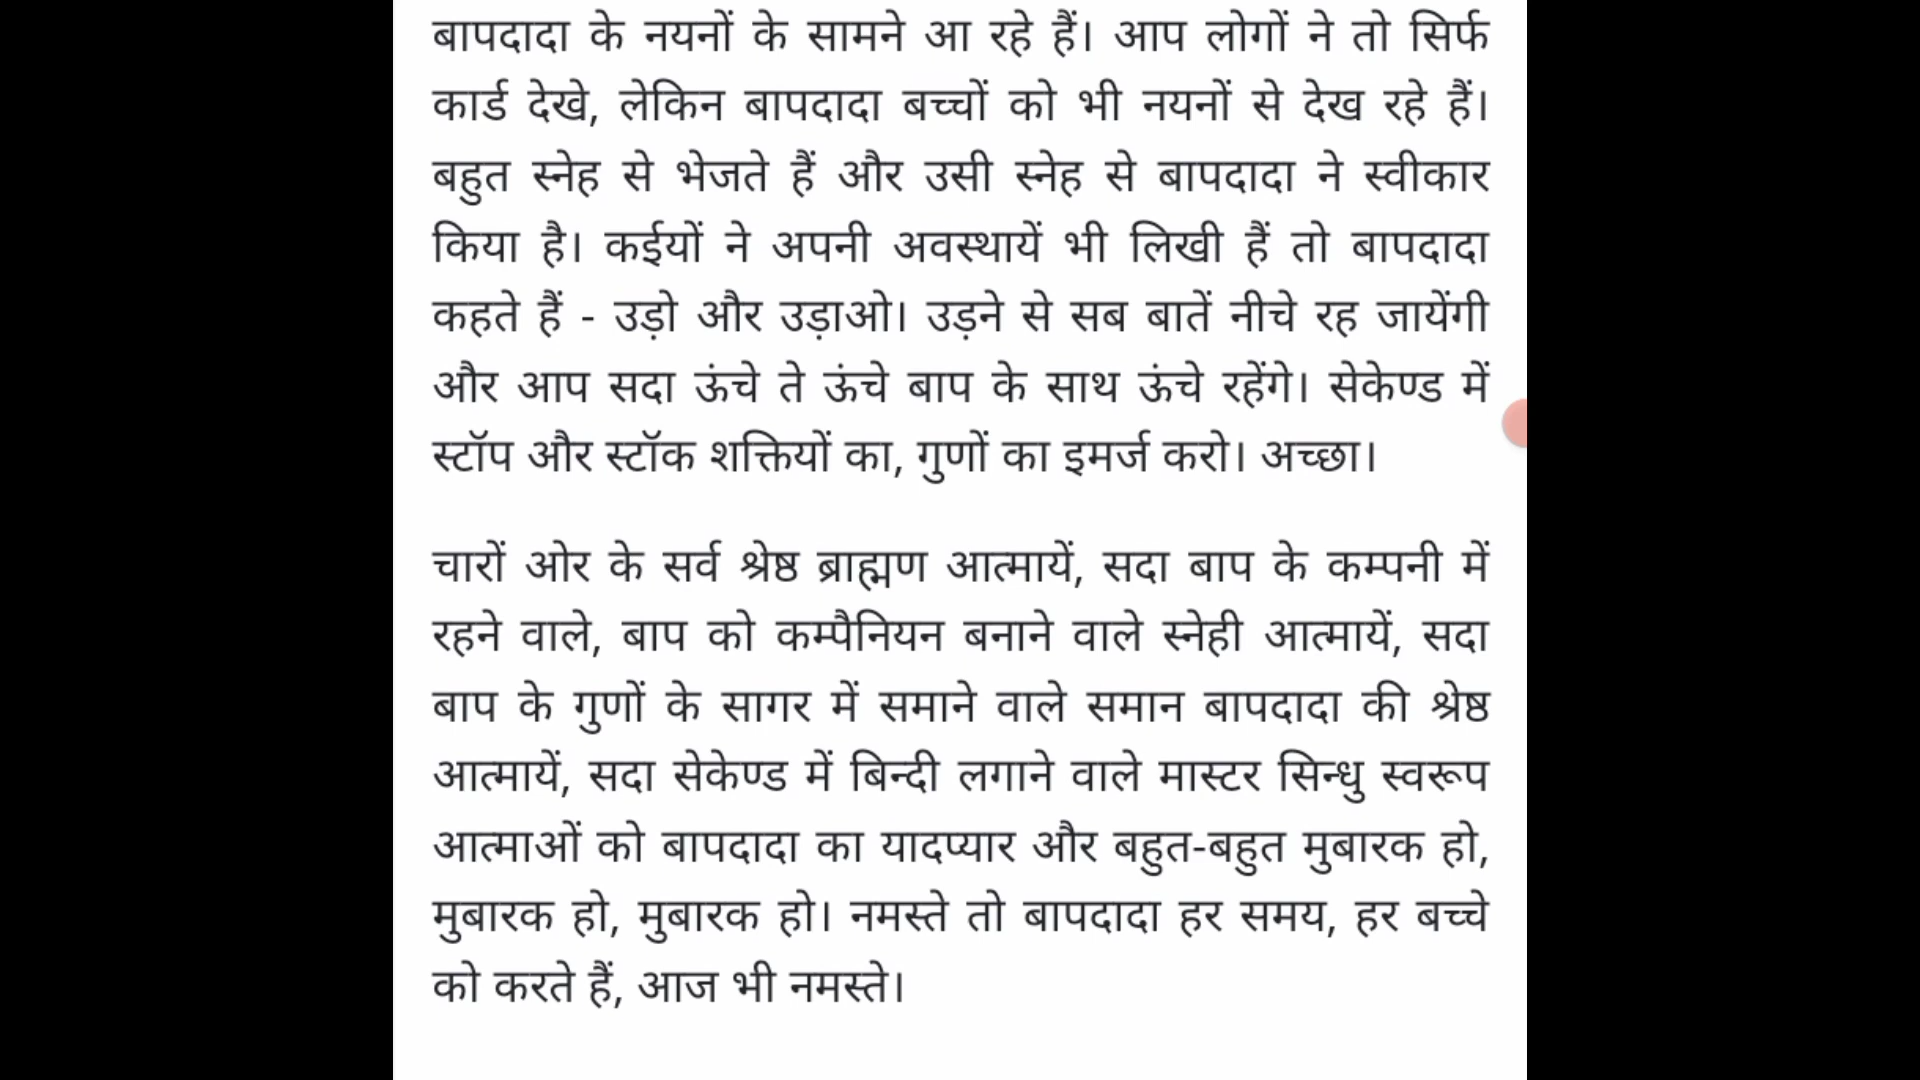 बापदादा के नयनों के सामने आ रहे हैं। आप लोगों ने तो सिर्फ
कार्ड देखे, लेकिन बापदादा बच्चों को भी नयनों से देख रहे हैं।
बहुत स्नेह से भेजते हैं और उसी स्नेह से बापदादा ने स्वीकार
किया है। कईयों ने अपनी अवस्थायें भी लिखी हैं तो बापदादा
कहते हैं - उड़ो और उड़ाओ। उड़ने से सब बातें नीचे रह जायेंगी
और आप सदा ऊंचे ते ऊंचे बाप के साथ ऊंचे रहेंगे। सेकेण्ड में
स्टॉप और स्टॉक शक्तियों का, गुणों का इमर्ज करो। अच्छा।
चारों ओर के सर्व श्रेष्ठ ब्राह्मण आत्मायें, सदा बाप के कम्पनी में
रहने वाले, बाप को कम्पैनियन बनाने वाले स्नेही आत्मायें, सदा
बाप के गुणों के सागर में समाने वाले समान बापदादा की श्रेष्ठ
आत्मायें, सदा सेकेण्ड में बिन्दी लगाने वाले मास्टर सिन्धु स्वरूप
आत्माओं को बापदादा का यादप्यार और बहुत-बहुत मुबारक हो,
मुबारक हो, मुबारक हो। नमस्ते तो बापदादा हर समय, हर बच्चे
को करते हैं, आज भी नमस्ते।